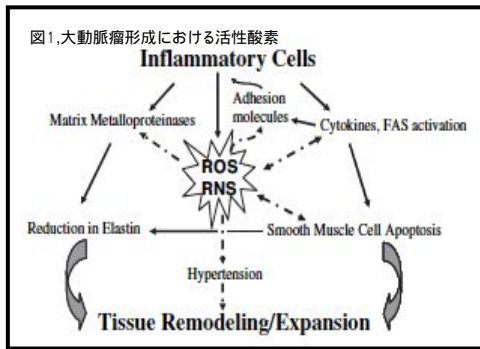 図1,大動脈瘤形成における活性酸素
Inflammatory Cells
Adhesion
molecules
Matrix Metalloproteinases
Cytokines, FAS activation
ROS
RNS
Reduction in Elastin
Smooth Muscle Cell Apoptosis
Hypertension
Tissue Remodeling/Expansion